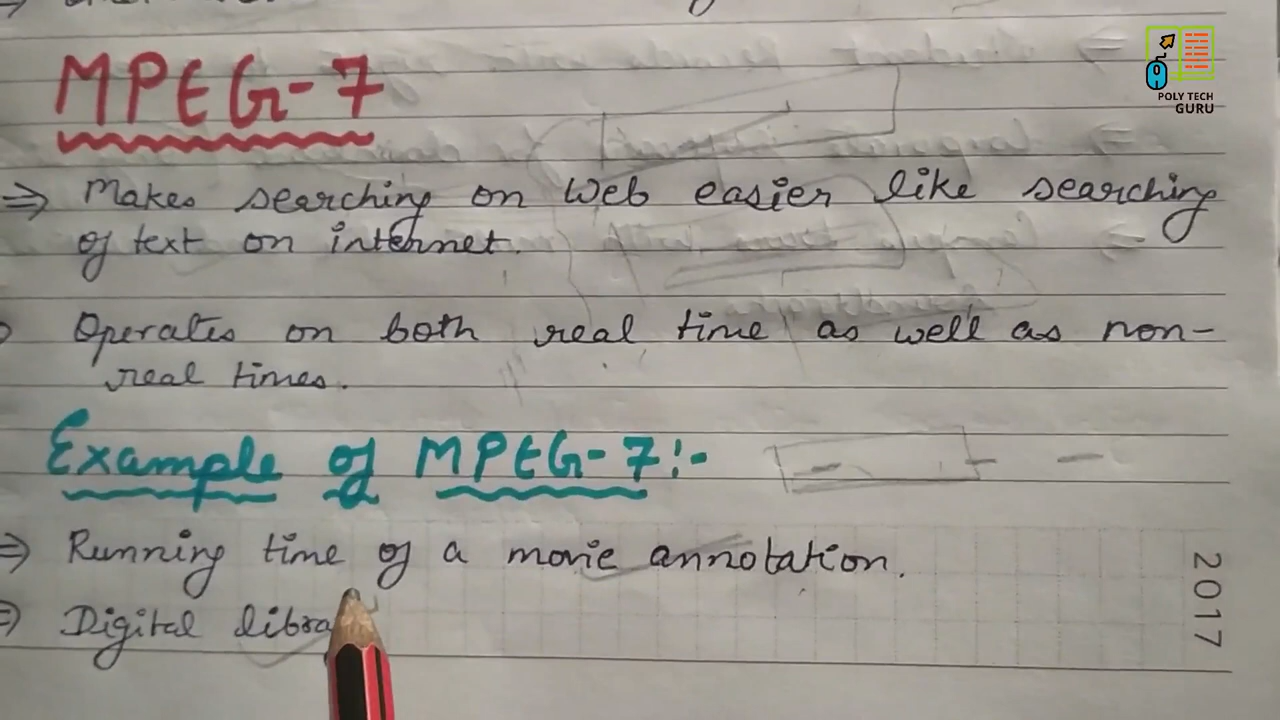 MPEG-7
⇒ Makes searching on Web easier like searching
of text on internet.
Operates on both real time as well as non-
real times.
Example of MPEG-7:-
⇒ Running time of a movie annotation.
⇒ Digital
POLY TECH
GURU
2017